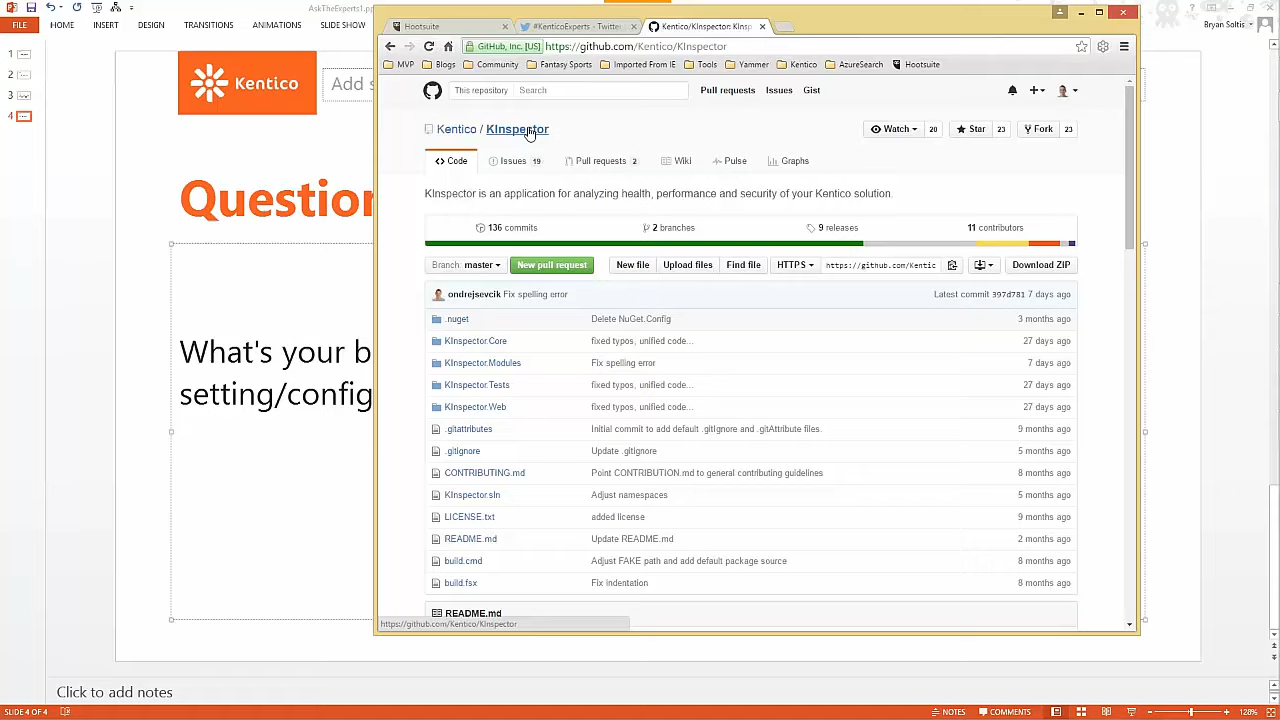 AskTheExperts1.pp
FILE
HOME
INSERT
DESIGN
TRANSITIONS
ANIMATIONS
SLIDE SHOW
Bryan Soltis
1
2
3
4
Kentico
Add s
Question
What's your b
setting/config
Hootsuite
#KenticoExperts - Twitter
Kentico/KInspector: KInsp
GitHub, Inc. [US] https://github.com/Kentico/KInspector
MVP
Blogs
Community
Fantasy Sports
Imported From IE
Tools
Yammer
Kentico
AzureSearch
Hootsuite
This repository
Search
Pull requests
Issues
Gist
Kentico / KInspector
Watch 20
Star 23
Fork 23
Code
Issues 19
Pull requests 2
Wiki
Pulse
Graphs
KInspector is an application for analyzing health, performance and security of your Kentico solution.
136 commits
2 branches
9 releases
11 contributors
Branch: master
New pull request
New file
Upload files
Find file
HTTPS
https://github.com/Kentic
Download ZIP
ondrejsevcik Fix spelling error
Latest commit 397d781 7 days ago
.nuget Delete NuGet.Config 3 months ago
KInspector.Core fixed typos, unified code... 27 days ago
KInspector.Modules Fix spelling error 7 days ago
KInspector.Tests fixed typos, unified code... 27 days ago
KInspector.Web fixed typos, unified code... 27 days ago
.gitattributes Initial commit to add default .gitIgnore and .gitAttribute files. 9 months ago
.gitignore Update .gitignore 5 months ago
CONTRIBUTING.md Point CONTRIBUTION.md to general contributing guidelines 8 months ago
KInspector.sln Adjust namespaces 5 months ago
LICENSE.txt added license 9 months ago
README.md Update README.md 2 months ago
build.cmd Adjust FAKE path and add default package source 8 months ago
build.fsx Fix indentation 8 months ago
README.md
https://github.com/Kentico/KInspector
Click to add notes
SLIDE 4 OF 4
NOTES
COMMENTS
128%